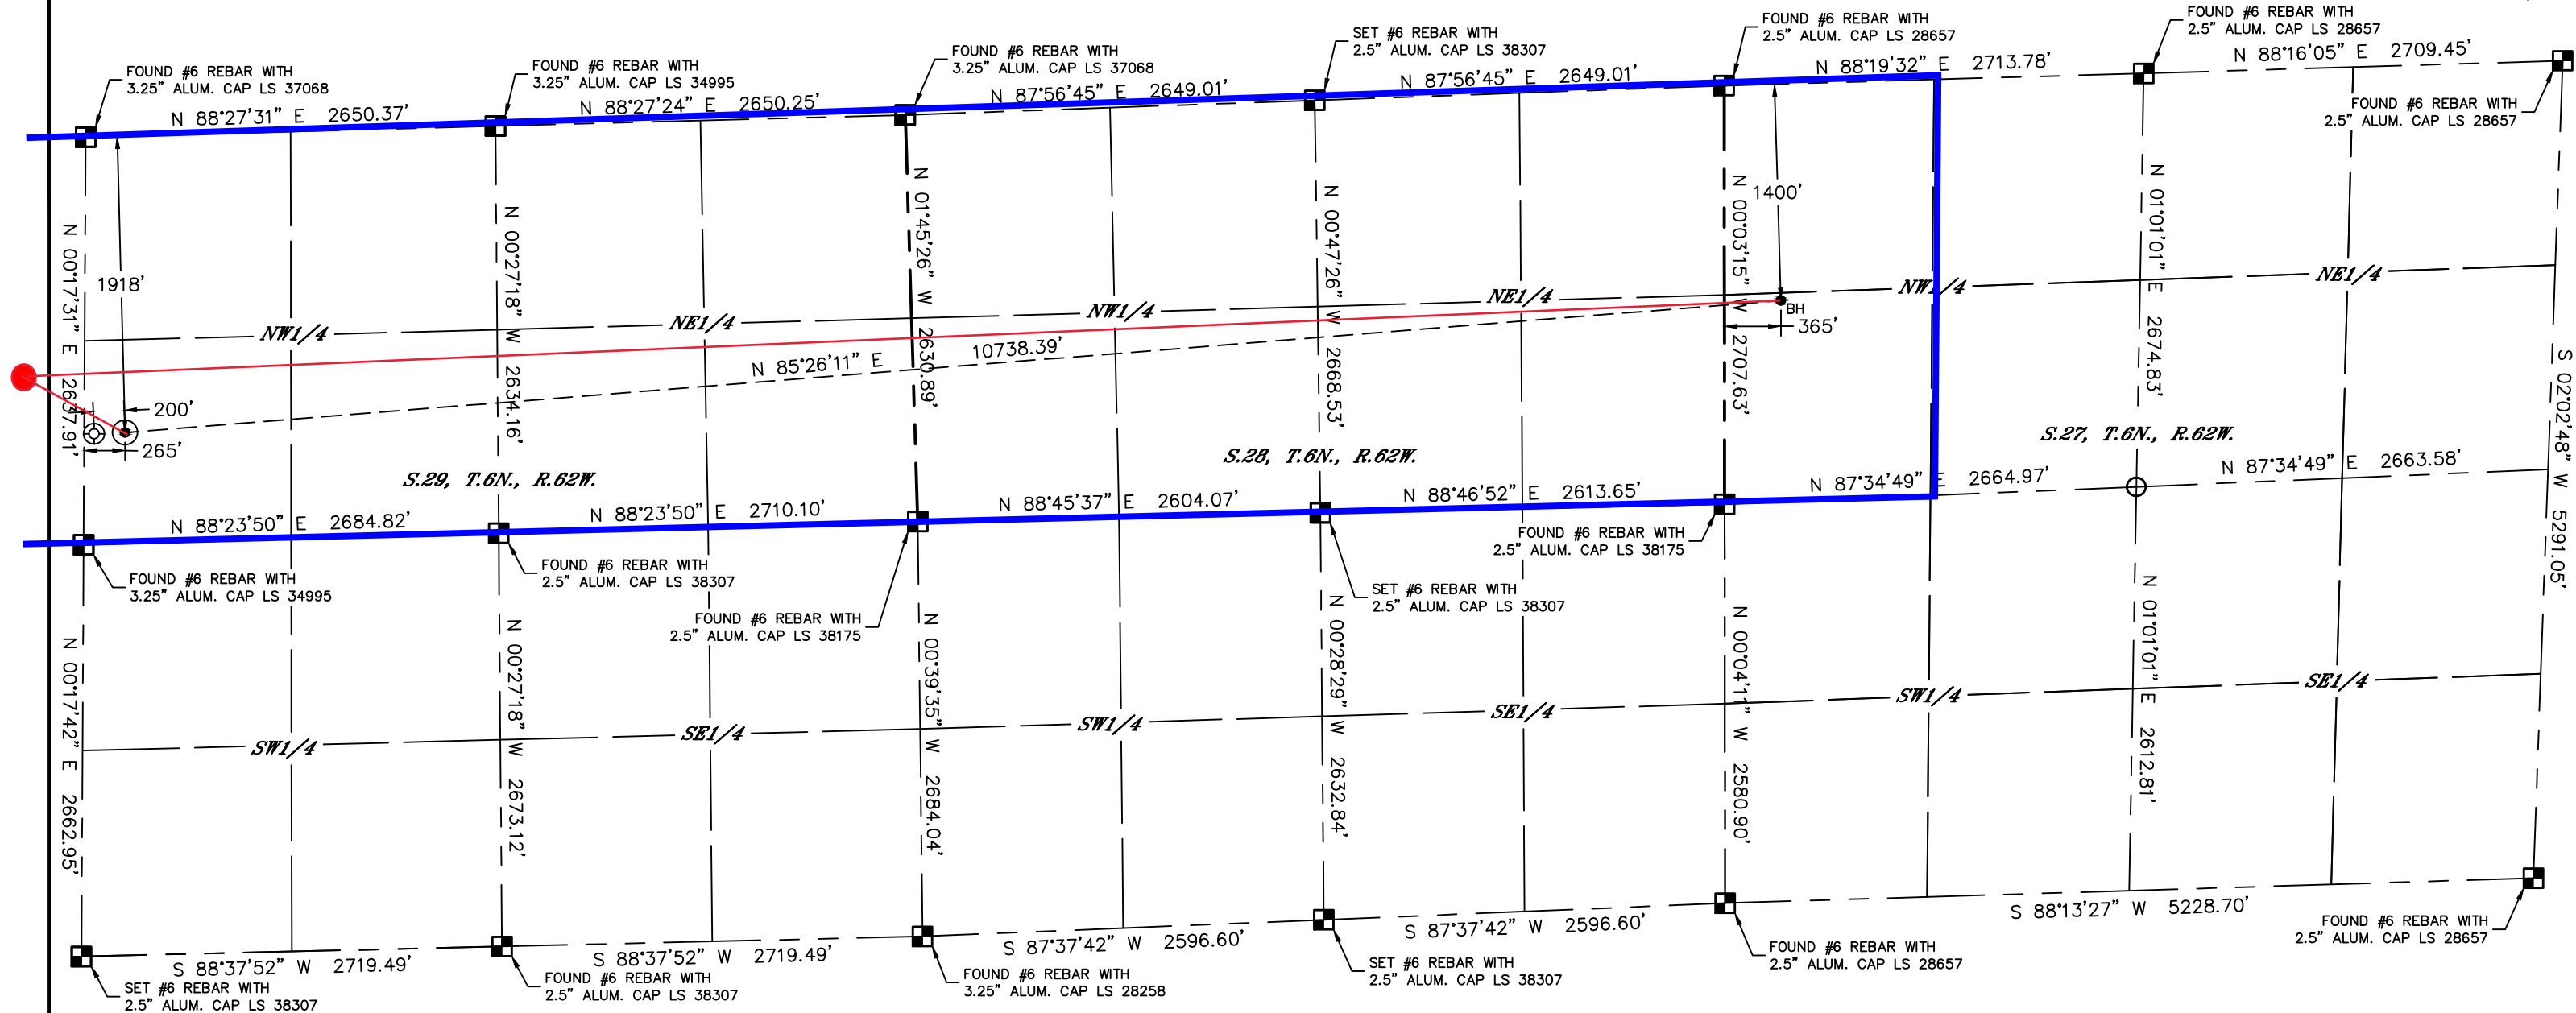 FOUND #6 REBAR WITH
3.25" ALUM. CAP LS 37068
N 88°27'31" E 2650.37'
FOUND #6 REBAR WITH
3.25" ALUM. CAP LS 34995
N 88°27'24" E 2650.25'
FOUND #6 REBAR WITH
3.25" ALUM. CAP LS 37068
N 87°56'45" E 2649.01'
SET #6 REBAR WITH
2.5" ALUM. CAP LS 38307
N 87°56'45" E 2649.01'
FOUND #6 REBAR WITH
2.5" ALUM. CAP LS 28657
N 88°19'32" E 2713.78'
FOUND #6 REBAR WITH
2.5" ALUM. CAP LS 28657
N 88°16'05" E 2709.45'
FOUND #6 REBAR WITH
2.5" ALUM. CAP LS 28657
N 00°17'31" E 2637.91'
1918'
N 00°27'18" W 2634.16'
N 01°45'26" W 2630.89'
N 00°47'26" W 2668.53'
N 00°03'15" W 2707.63'
1400'
N 01°01'01" E 2674.83'
S 02°02'48" W 5291.05'
NW1/4
NE1/4
NW1/4
NE1/4
NW1/4
NE1/4
BH
365'
N 85°26'11" E 10738.39'
200'
265'
S.29, T.6N., R.62W.
S.28, T.6N., R.62W.
S.27, T.6N., R.62W.
N 88°23'50" E 2684.82'
N 88°23'50" E 2710.10'
N 88°45'37" E 2604.07'
N 88°46'52" E 2613.65'
N 87°34'49" E 2664.97'
N 87°34'49" E 2663.58'
FOUND #6 REBAR WITH
3.25" ALUM. CAP LS 34995
FOUND #6 REBAR WITH
2.5" ALUM. CAP LS 38307
FOUND #6 REBAR WITH
2.5" ALUM. CAP LS 38175
SET #6 REBAR WITH
2.5" ALUM. CAP LS 38307
FOUND #6 REBAR WITH
2.5" ALUM. CAP LS 38175
N 00°17'42" E 2662.95'
N 00°27'18" W 2673.12'
N 00°39'35" W 2684.04'
N 00°28'29" W 2632.84'
N 00°04'11" W 2580.90'
N 01°01'01" E 2612.81'
SW1/4
SE1/4
SW1/4
SE1/4
SW1/4
SE1/4
S 88°37'52" W 2719.49'
S 88°37'52" W 2719.49'
S 87°37'42" W 2596.60'
S 87°37'42" W 2596.60'
S 88°13'27" W 5228.70'
SET #6 REBAR WITH
2.5" ALUM. CAP LS 38307
FOUND #6 REBAR WITH
2.5" ALUM. CAP LS 38307
FOUND #6 REBAR WITH
3.25" ALUM. CAP LS 28258
SET #6 REBAR WITH
2.5" ALUM. CAP LS 38307
FOUND #6 REBAR WITH
2.5" ALUM. CAP LS 28657
FOUND #6 REBAR WITH
2.5" ALUM. CAP LS 28657